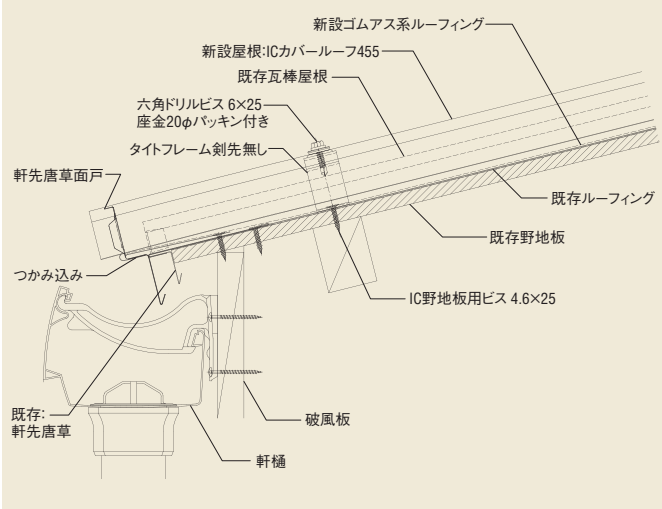 新設ゴムアス系ルーフィング
新設屋根:ICカバールーフ455
既存瓦棒屋根
六角ドリルビス 6×25
座金20φパッキン付き
タイトフレーム剣先無し
軒先唐草面戸
既存ルーフィング
既存野地板
つかみ込み
IC野地板用ビス 4.6×25
既存:
軒先唐草
破風板
軒樋